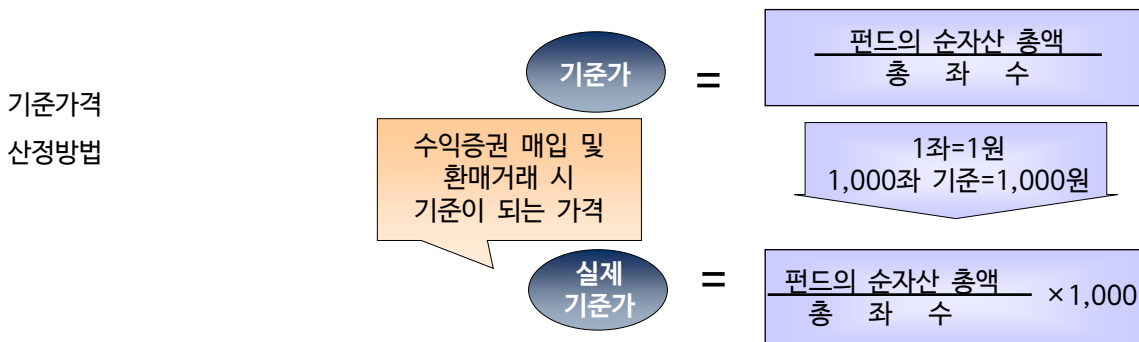 기준가격
산정방법
기준가
=
펀드의 순자산 총액
총 좌 수
수익증권 매입 및
환매거래 시
기준이 되는 가격
1좌=1원
1,000좌 기준=1,000원
실제
기준가
=
펀드의 순자산 총액
총 좌 수
×1,000